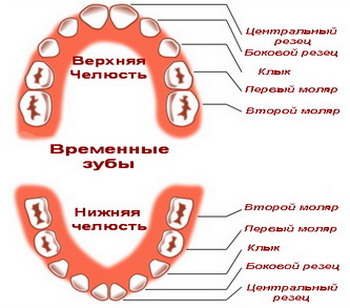 Центральный
резец
Боковой резец
Клык
Верхняя
Челюсть
Первый моляр
Второй моляр
Временные
зубы
Второй моляр
Нижняя
челюсть
Первый моляр
Клык
Боковой резец
Центральный
резец